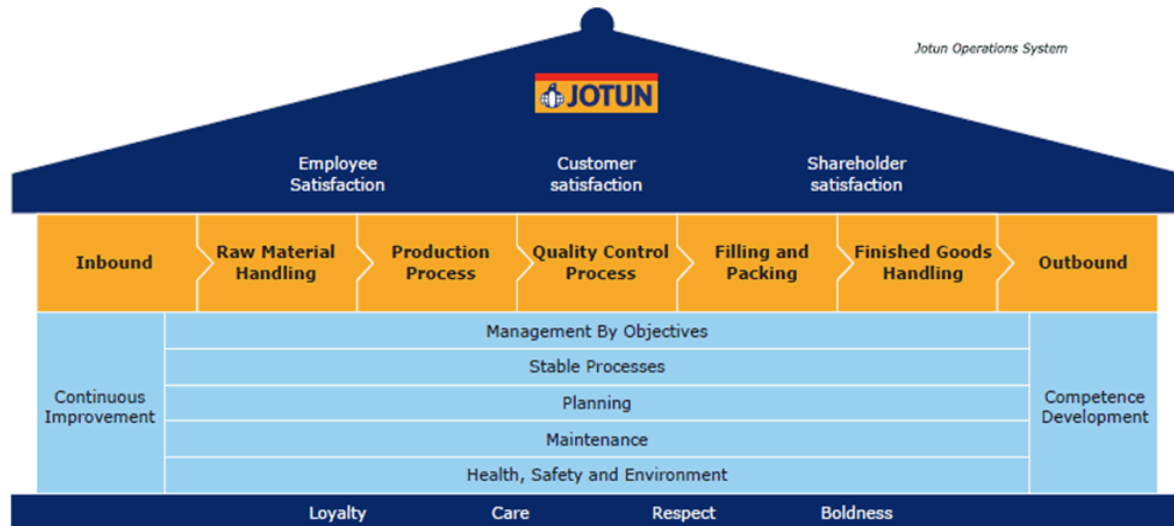 Jotun Operations System
JOTUN
Employee
Satisfaction
Customer
satisfaction
Shareholder
satisfaction
Inbound
Raw Material
Handling
Production
Process
Quality Control
Process
Filling and
Packing
Finished Goods
Handling
Outbound
Continuous
Improvement
Management By Objectives
Stable Processes
Planning
Maintenance
Health, Safety and Environment
Competence
Development
Loyalty
Care
Respect
Boldness